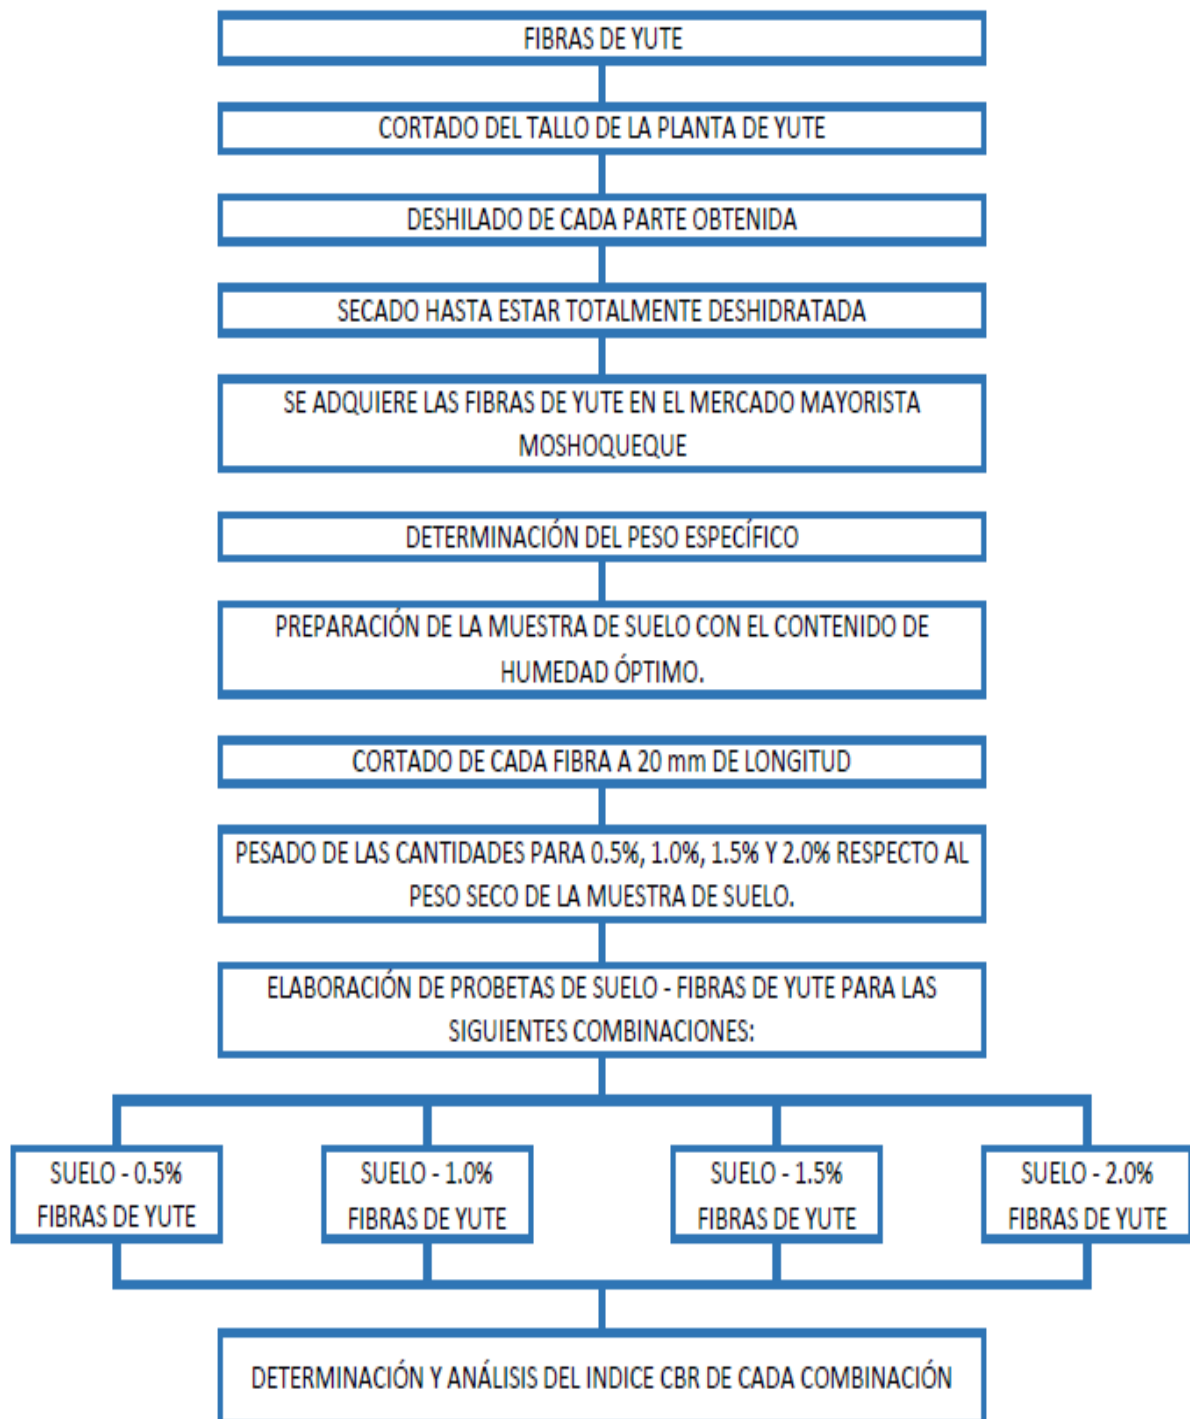 FIBRAS DE YUTE
CORTADO DEL TALLO DE LA PLANTA DE YUTE
DESHILADO DE CADA PARTE OBTENIDA
SECADO HASTA ESTAR TOTALMENTE DESHIDRATADA
SE ADQUIERE LAS FIBRAS DE YUTE EN EL MERCADO MAYORISTA
MOSHOQUEQUE
DETERMINACIÓN DEL PESO ESPECÍFICO
PREPARACIÓN DE LA MUESTRA DE SUELO CON EL CONTENIDO DE
HUMEDAD ÓPTIMO.
CORTADO DE CADA FIBRA A 20 mm DE LONGITUD
PESADO DE LAS CANTIDADES PARA 0.5%, 1.0%, 1.5% Y 2.0% RESPECTO AL
PESO SECO DE LA MUESTRA DE SUELO.
ELABORACIÓN DE PROBETAS DE SUELO - FIBRAS DE YUTE PARA LAS
SIGUIENTES COMBINACIONES:
SUELO - 0.5%
FIBRAS DE YUTE
SUELO - 1.0%
FIBRAS DE YUTE
SUELO - 1.5%
FIBRAS DE YUTE
SUELO - 2.0%
FIBRAS DE YUTE
DETERMINACIÓN Y ANÁLISIS DEL INDICE CBR DE CADA COMBINACIÓN